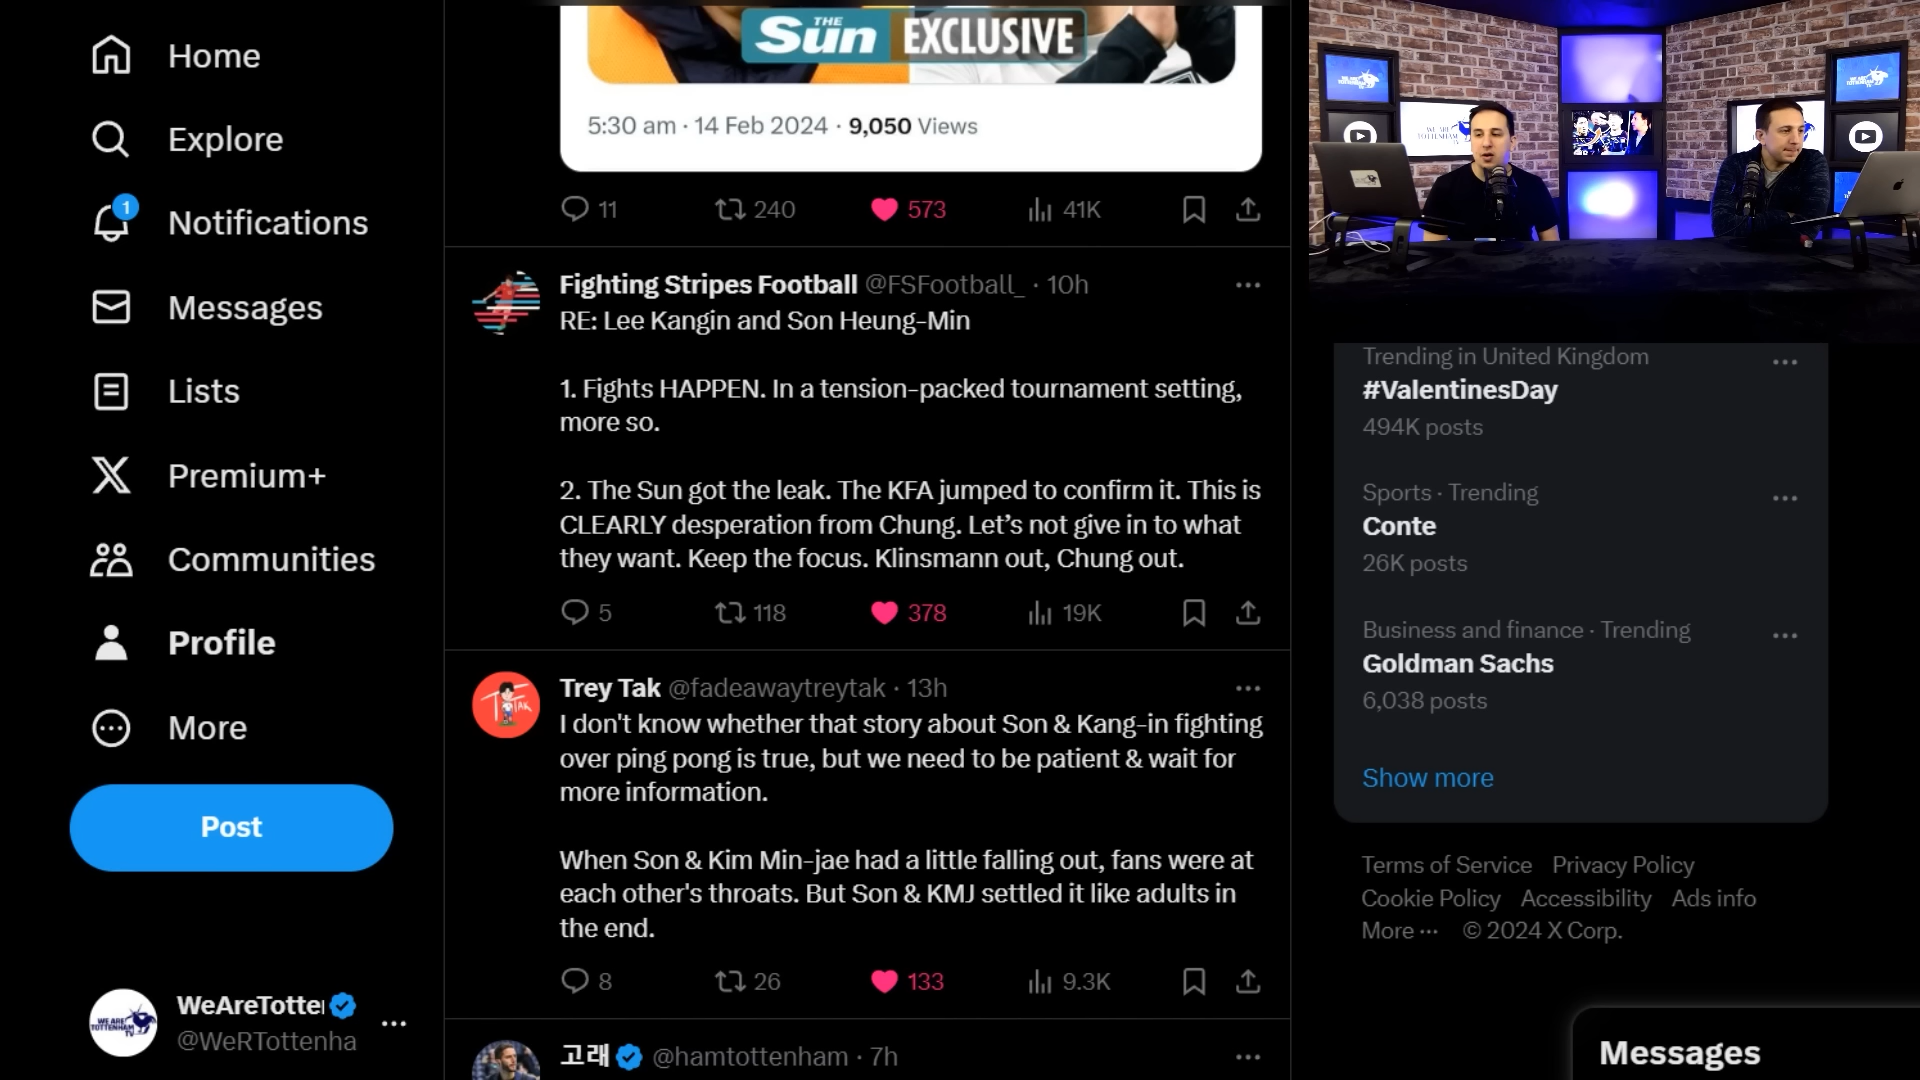 Home
Explore
1
Notifications
Messages
Lists
Premium+
Communities
Profile
More
Post
WeAreTotte
@WeRTottenha
THE
Sun EXCLUSIVE
5:30 am · 14 Feb 2024 · 9,050 Views
11 240 573 41K
Fighting Stripes Football @FSFootball_ · 10h
RE: Lee Kangin and Son Heung-Min
1. Fights HAPPEN. In a tension-packed tournament setting,
more so.
2. The Sun got the leak. The KFA jumped to confirm it. This is
CLEARLY desperation from Chung. Let’s not give in to what
they want. Keep the focus. Klinsmann out, Chung out.
5 118 378 19K
Trey Tak @fadeawaytreytak · 13h
I don't know whether that story about Son & Kang-in fighting
over ping pong is true, but we need to be patient & wait for
more information.
When Son & Kim Min-jae had a little falling out, fans were at
each other's throats. But Son & KMJ settled it like adults in
the end.
8 26 133 9.3K
고래 @hamtottenham · 7h
Trending in United Kingdom
#ValentinesDay
494K posts
Sports · Trending
Conte
26K posts
Business and finance · Trending
Goldman Sachs
6,038 posts
Show more
Terms of Service Privacy Policy
Cookie Policy Accessibility Ads info
More ··· © 2024 X Corp.
Messages